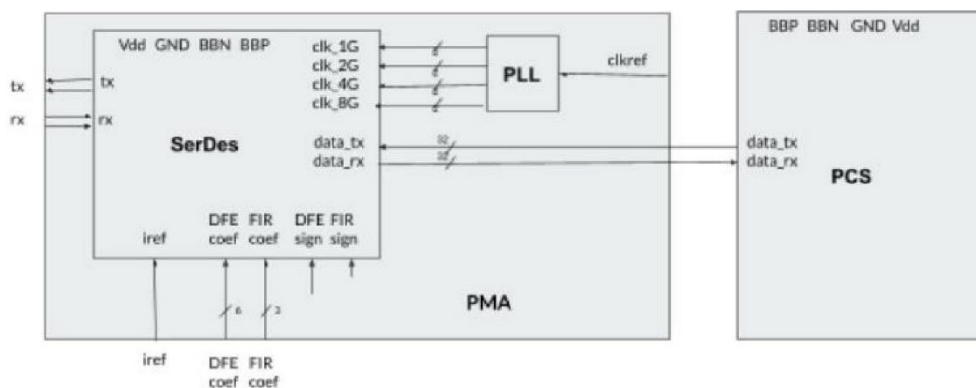 BBP BBN GND Vdd
Vdd GND BBN BBP
clk_1G
clk_2G
clk_4G
clk_8G
PLL
clkref
tx
tx
rx
rx
SerDes
data_tx
data_rx
32
32
data_tx
data_rx
PCS
DFE FIR
coef coef
DFE FIR
sign sign
iref
6
3
PMA
iref
DFE FIR
coef coef